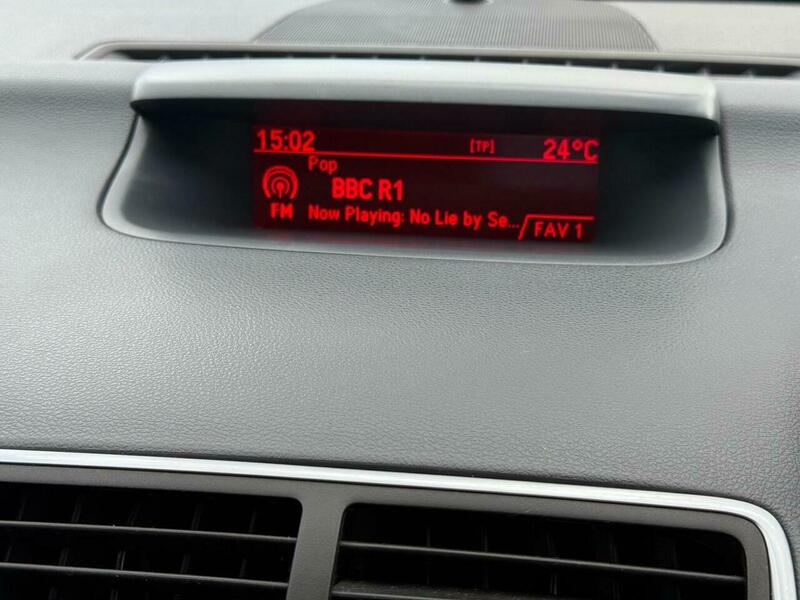 15:02 [TP] 24°C
Pop
BBC R1
FM Now Playing: No Lie by Se...
FAV 1